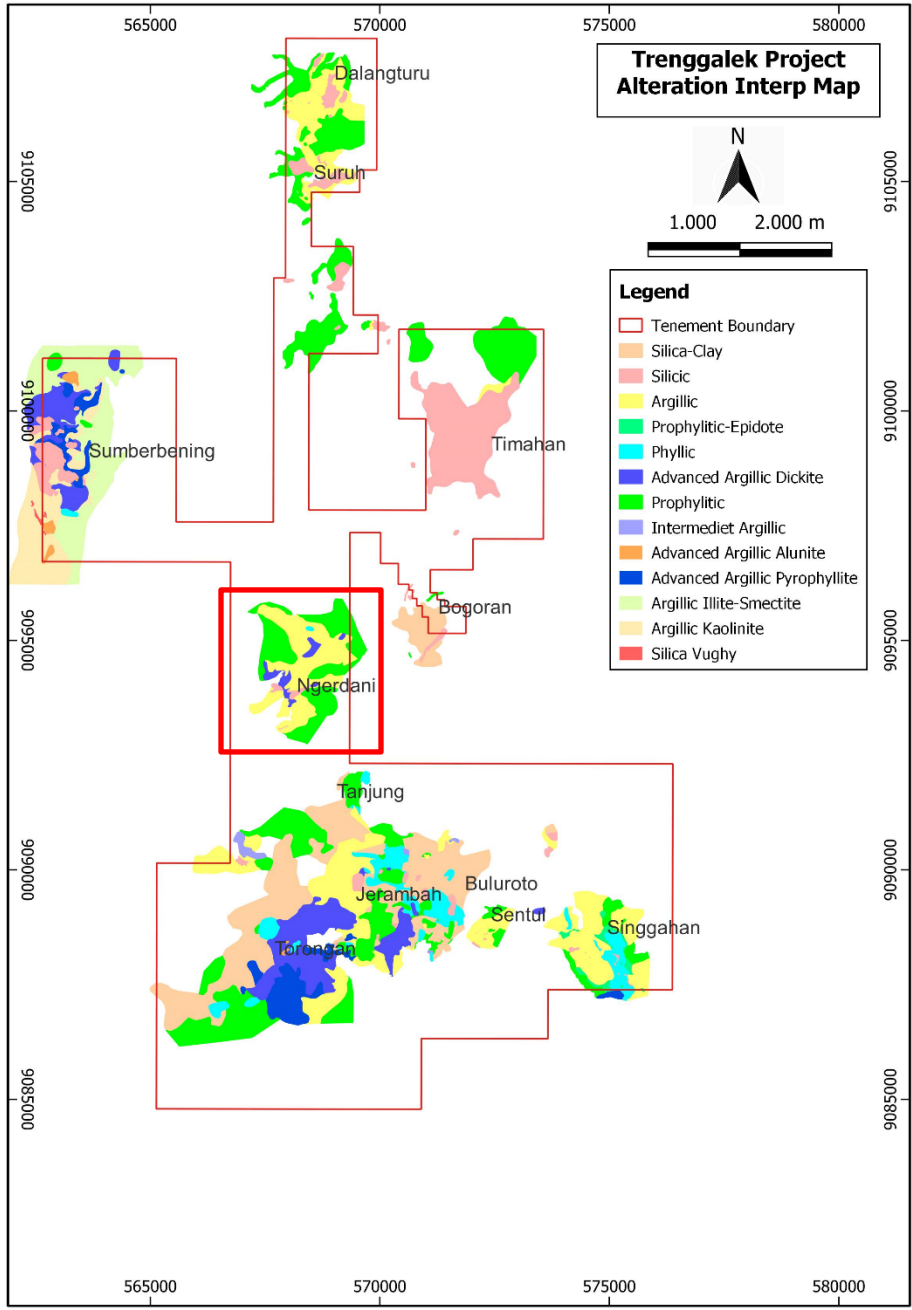 565000 570000 575000 580000
Trenggalek Project
Alteration Interp Map
N
1.000 2.000 m
Legend
Tenement Boundary
Silica-Clay
Silicic
Argillic
Prophylitic-Epidote
Phyllic
Advanced Argillic Dickite
Prophylitic
Intermediet Argillic
Advanced Argillic Alunite
Advanced Argillic Pyrophyllite
Argillic Illite-Smectite
Argillic Kaolinite
Silica Vughy
Dalangturu
Suruh
Sumberbening
Timahan
Bogoran
Ngerdani
Tanjung
Buluroto
Jerambah
Sentul
Singgahan
Torongan
9105000
9100000
9095000
9090000
9085000
9105000
9100000
9095000
9090000
9085000
565000 570000 575000 580000